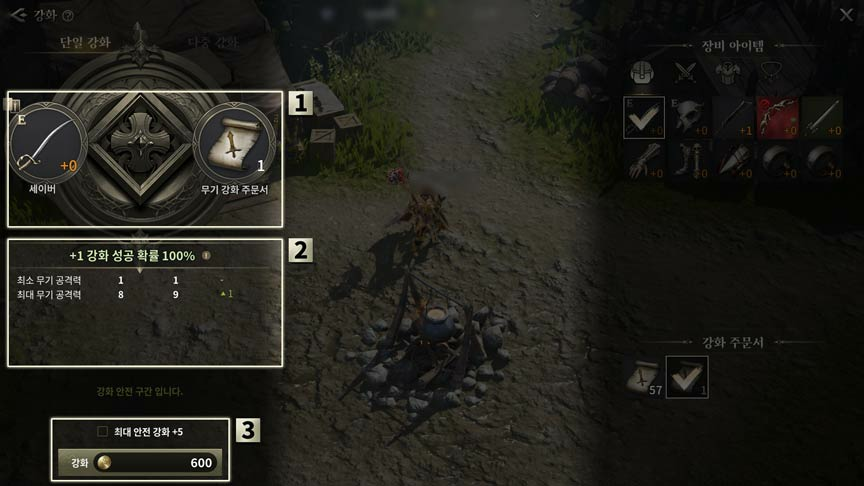 강화 ?
단일 강화
다중 강화
장비 아이템
1
E
+0
1
세이버
무기 강화 주문서
E
+0
E
+0
+1
+0
+0
+0
+0
+0
+0
+0
2
+1 강화 성공 확률 100% !
최소 무기 공격력 1 1 -
최대 무기 공격력 8 9 ▲1
강화 안전 구간 입니다.
강화 주문서
57
1
3
최대 안전 강화 +5
강화 600